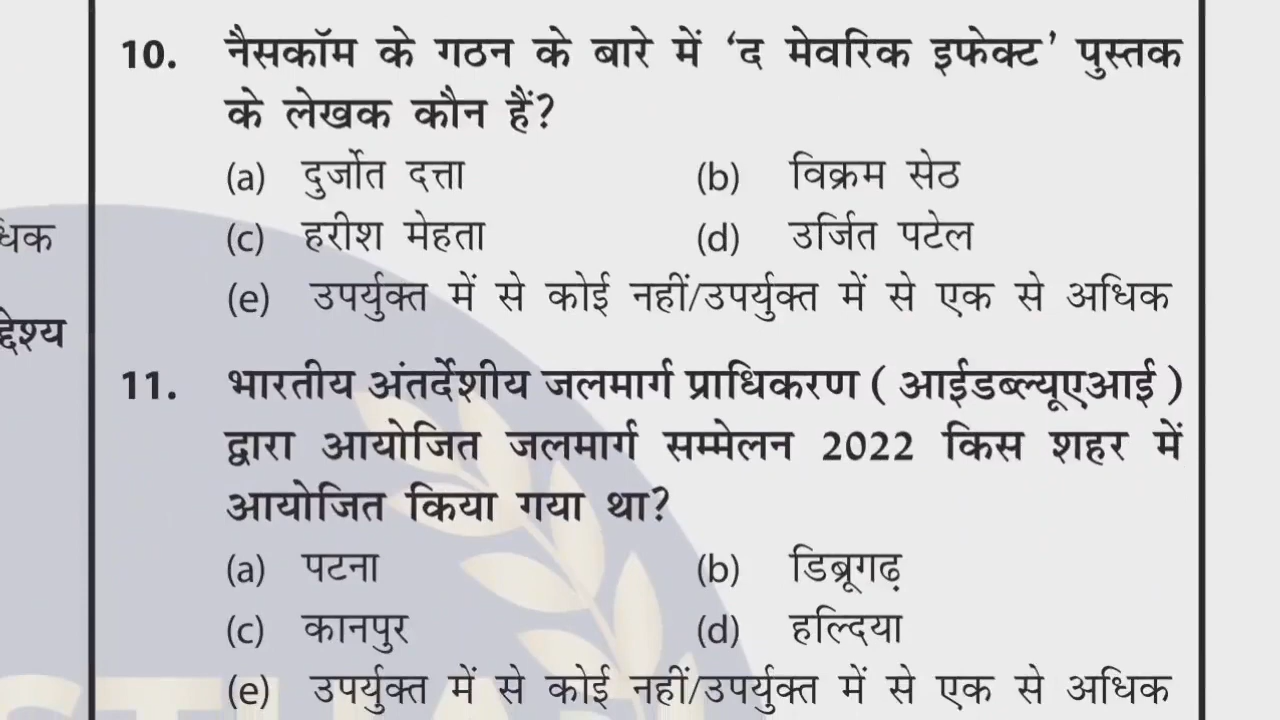 10. नैसकॉम के गठन के बारे में ‘द मेवरिक इफेक्ट’ पुस्तक
के लेखक कौन हैं?
(a) दुर्जोत दत्ता (b) विक्रम सेठ
(c) हरीश मेहता (d) उर्जित पटेल
(e) उपर्युक्त में से कोई नहीं/उपर्युक्त में से एक से अधिक
11. भारतीय अंतर्देशीय जलमार्ग प्राधिकरण ( आईडब्ल्यूएआई )
द्वारा आयोजित जलमार्ग सम्मेलन 2022 किस शहर में
आयोजित किया गया था?
(a) पटना (b) डिब्रूगढ़
(c) कानपुर (d) हल्दिया
(e) उपर्युक्त में से कोई नहीं/उपर्युक्त में से एक से अधिक